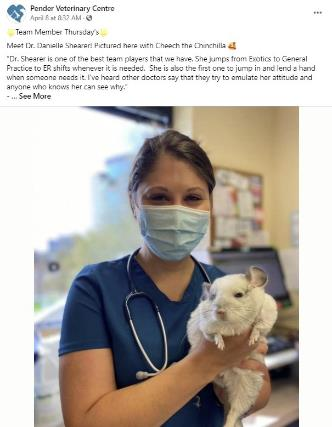 Pender Veterinary Centre
April 8 at 8:32 AM ·
Team Member Thursday's
Meet Dr. Danielle Shearer! Pictured here with Cheech the Chinchilla
"Dr. Shearer is one of the best team players that we have. She jumps from Exotics to General
Practice to ER shifts whenever it is needed. She is also the first one to jump in and lend a hand
when someone needs it. I've heard other doctors say that they try to emulate her attitude and
anyone who knows her can see why."
- ... See More